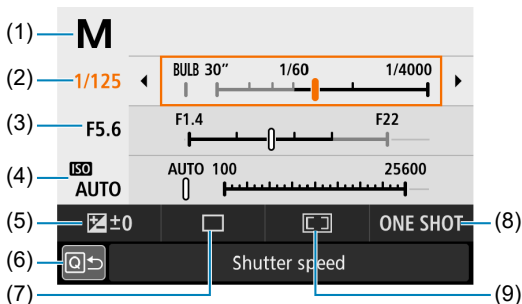 (1) M
BULB 30" 1/60 1/4000
(2) 1/125
(3) F5.6 F1.4 F22
(4) ISO AUTO AUTO 100 25600
(5) ±0 ONE SHOT (8)
(6) Q Shutter speed
(7) (9)